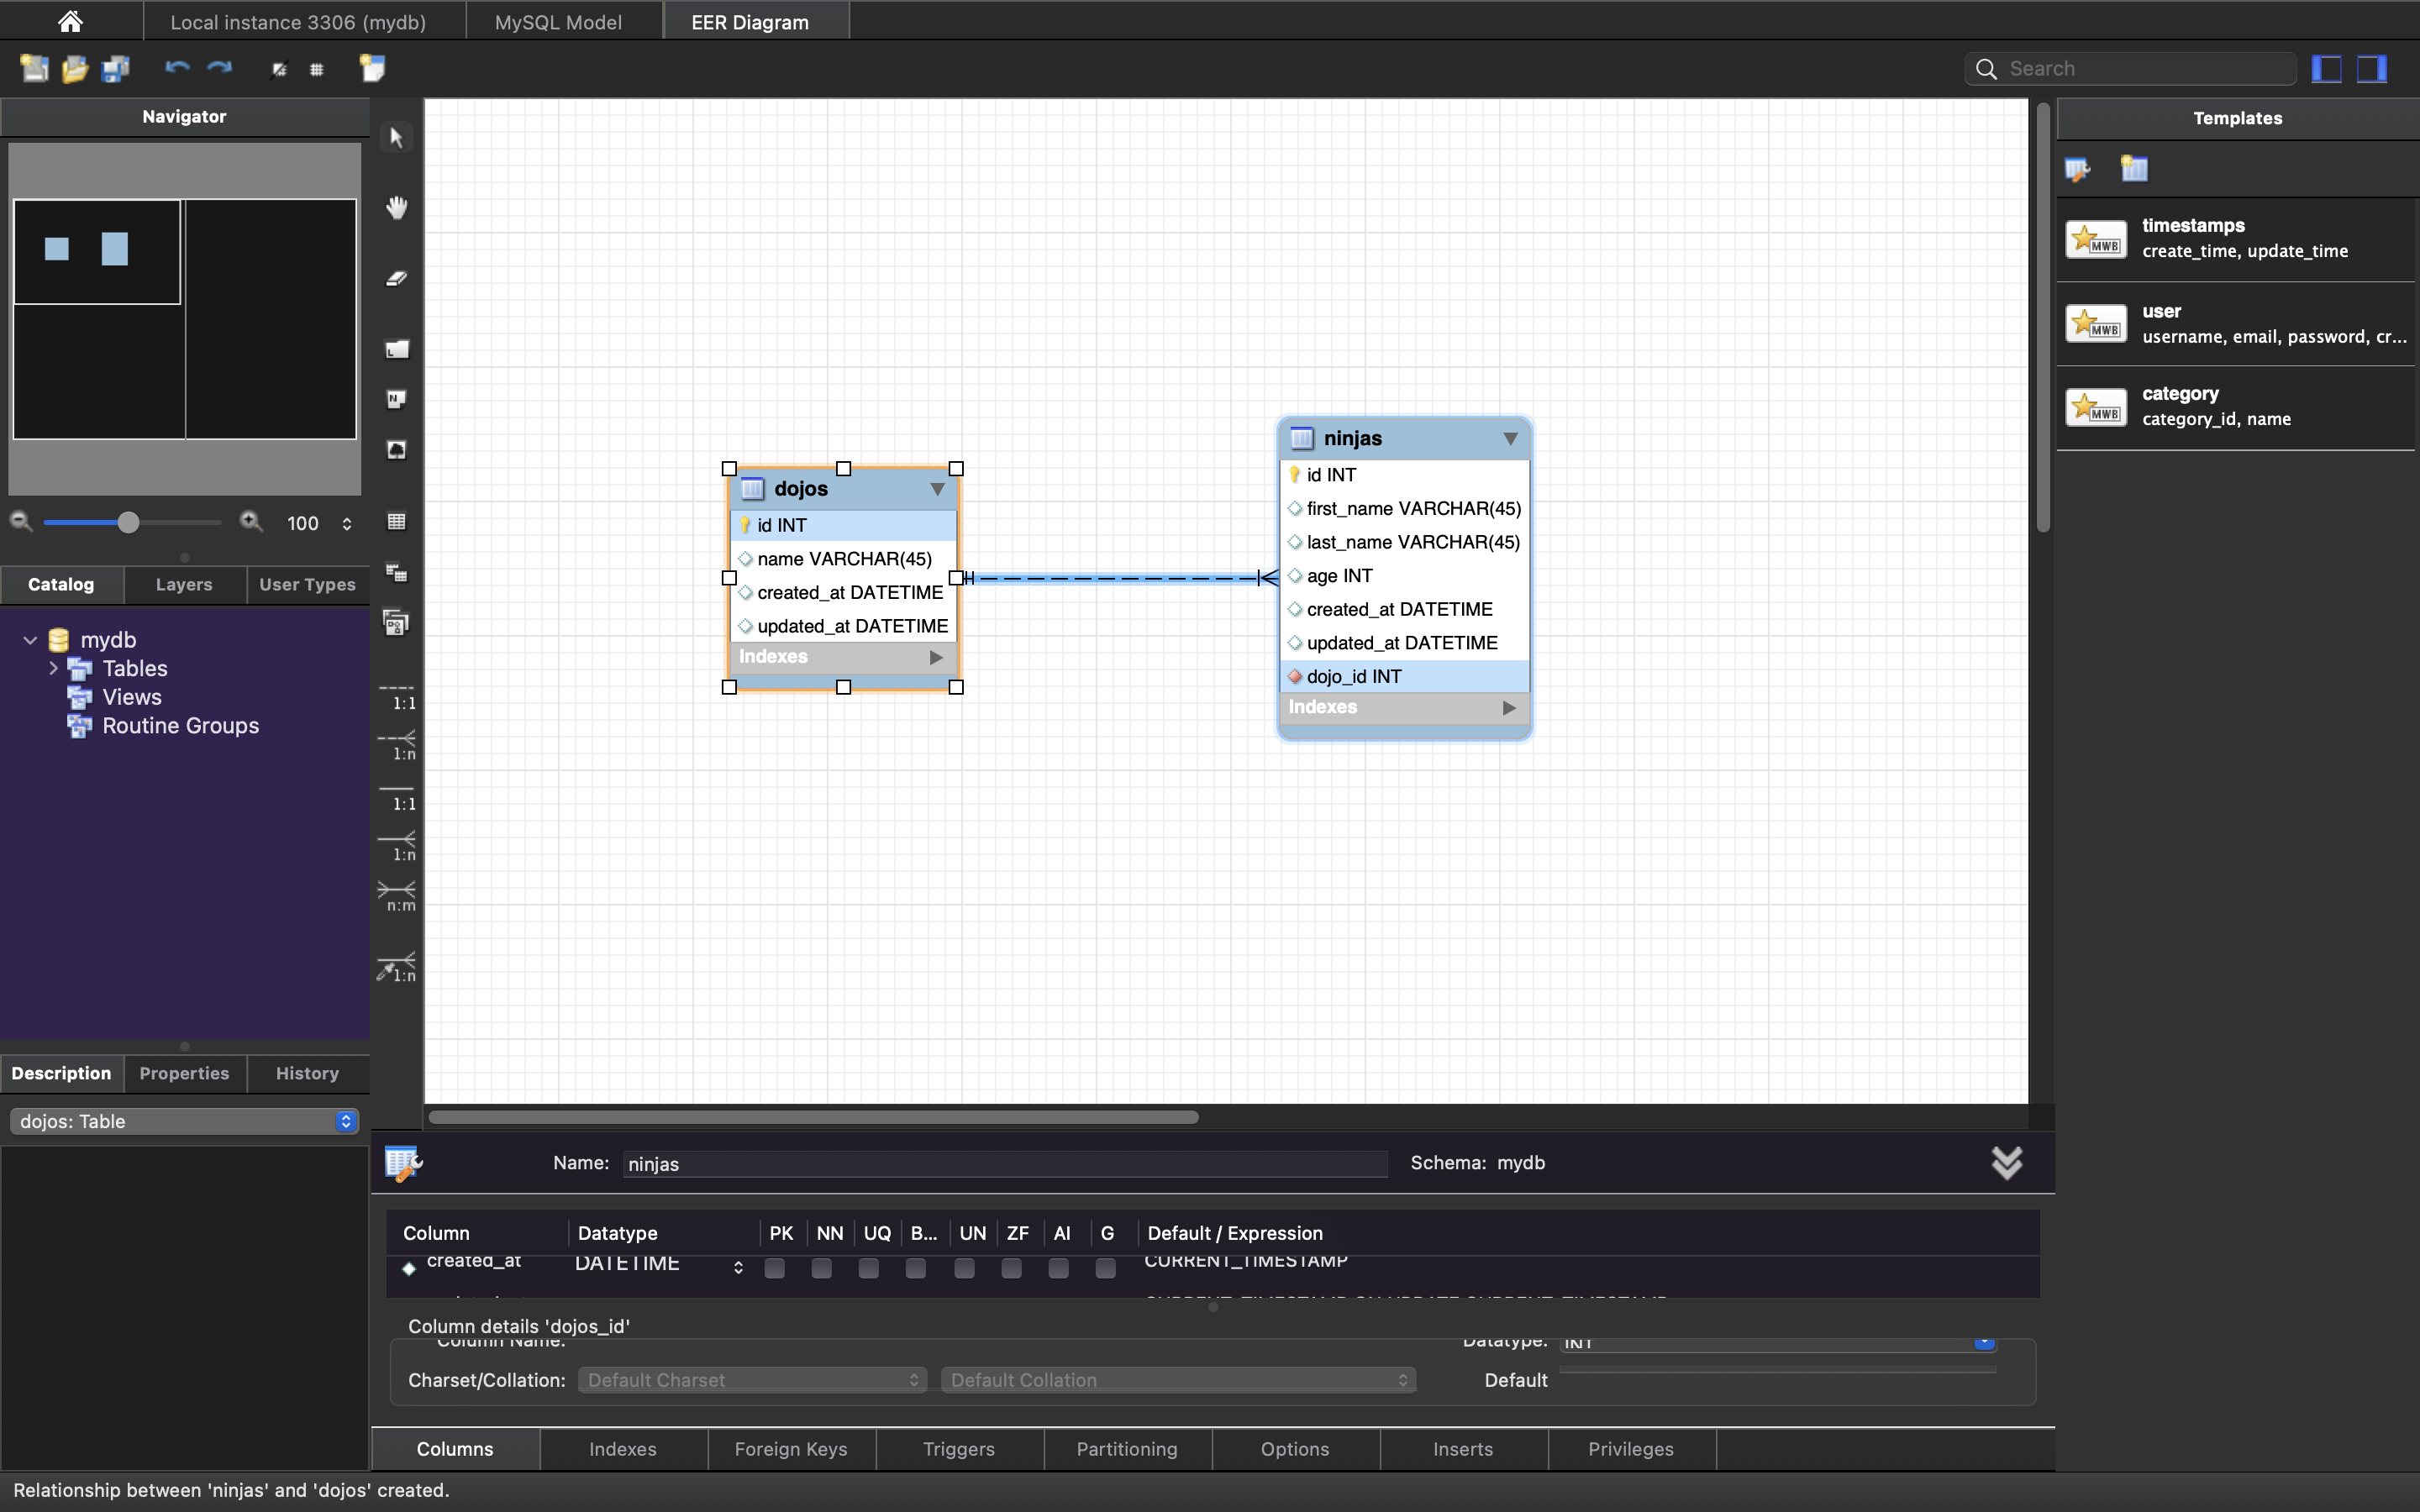 Local instance 3306 (mydb)
MySQL Model
EER Diagram
Search
Navigator
100
Catalog
Layers
User Types
mydb
Tables
Views
Routine Groups
Description
Properties
History
dojos: Table
L
N
1:1
1:n
1:1
1:n
n:m
1:n
dojos
id INT
name VARCHAR(45)
created_at DATETIME
updated_at DATETIME
Indexes
ninjas
id INT
first_name VARCHAR(45)
last_name VARCHAR(45)
age INT
created_at DATETIME
updated_at DATETIME
dojo_id INT
Indexes
Templates
MWB
timestamps
create_time, update_time
MWB
user
username, email, password, cr...
MWB
category
category_id, name
Name: ninjas
Schema: mydb
Column Datatype PK NN UQ B... UN ZF AI G Default / Expression
created_at DATETIME CURRENT_TIMESTAMP
Column details 'dojos_id'
Column Name:
Datatype: INT
Charset/Collation: Default Charset Default Collation
Default
Columns
Indexes
Foreign Keys
Triggers
Partitioning
Options
Inserts
Privileges
Relationship between 'ninjas' and 'dojos' created.